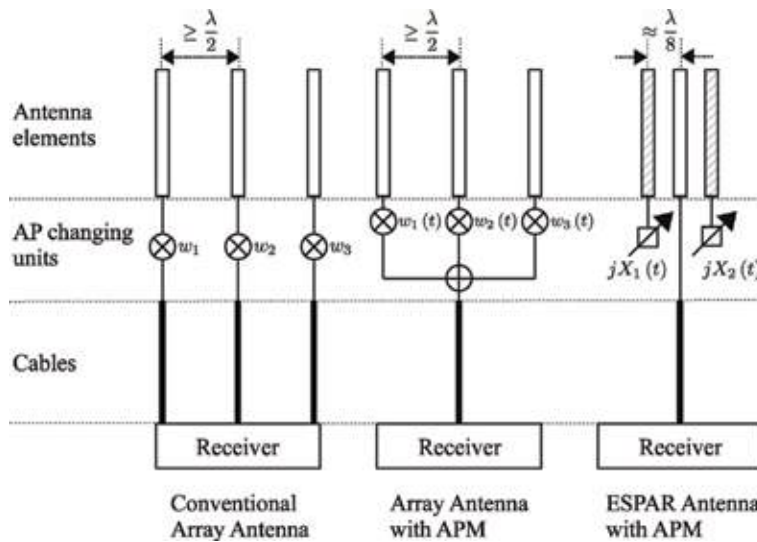 ≥ λ/2
≥ λ/2
≈ λ/8
Antenna
elements
AP changing
units
w₁
w₂
w₃
w₁(t)
w₂(t)
w₃(t)
jX₁(t)
jX₂(t)
Cables
Receiver
Receiver
Receiver
Conventional
Array Antenna
Array Antenna
with APM
ESPAR Antenna
with APM